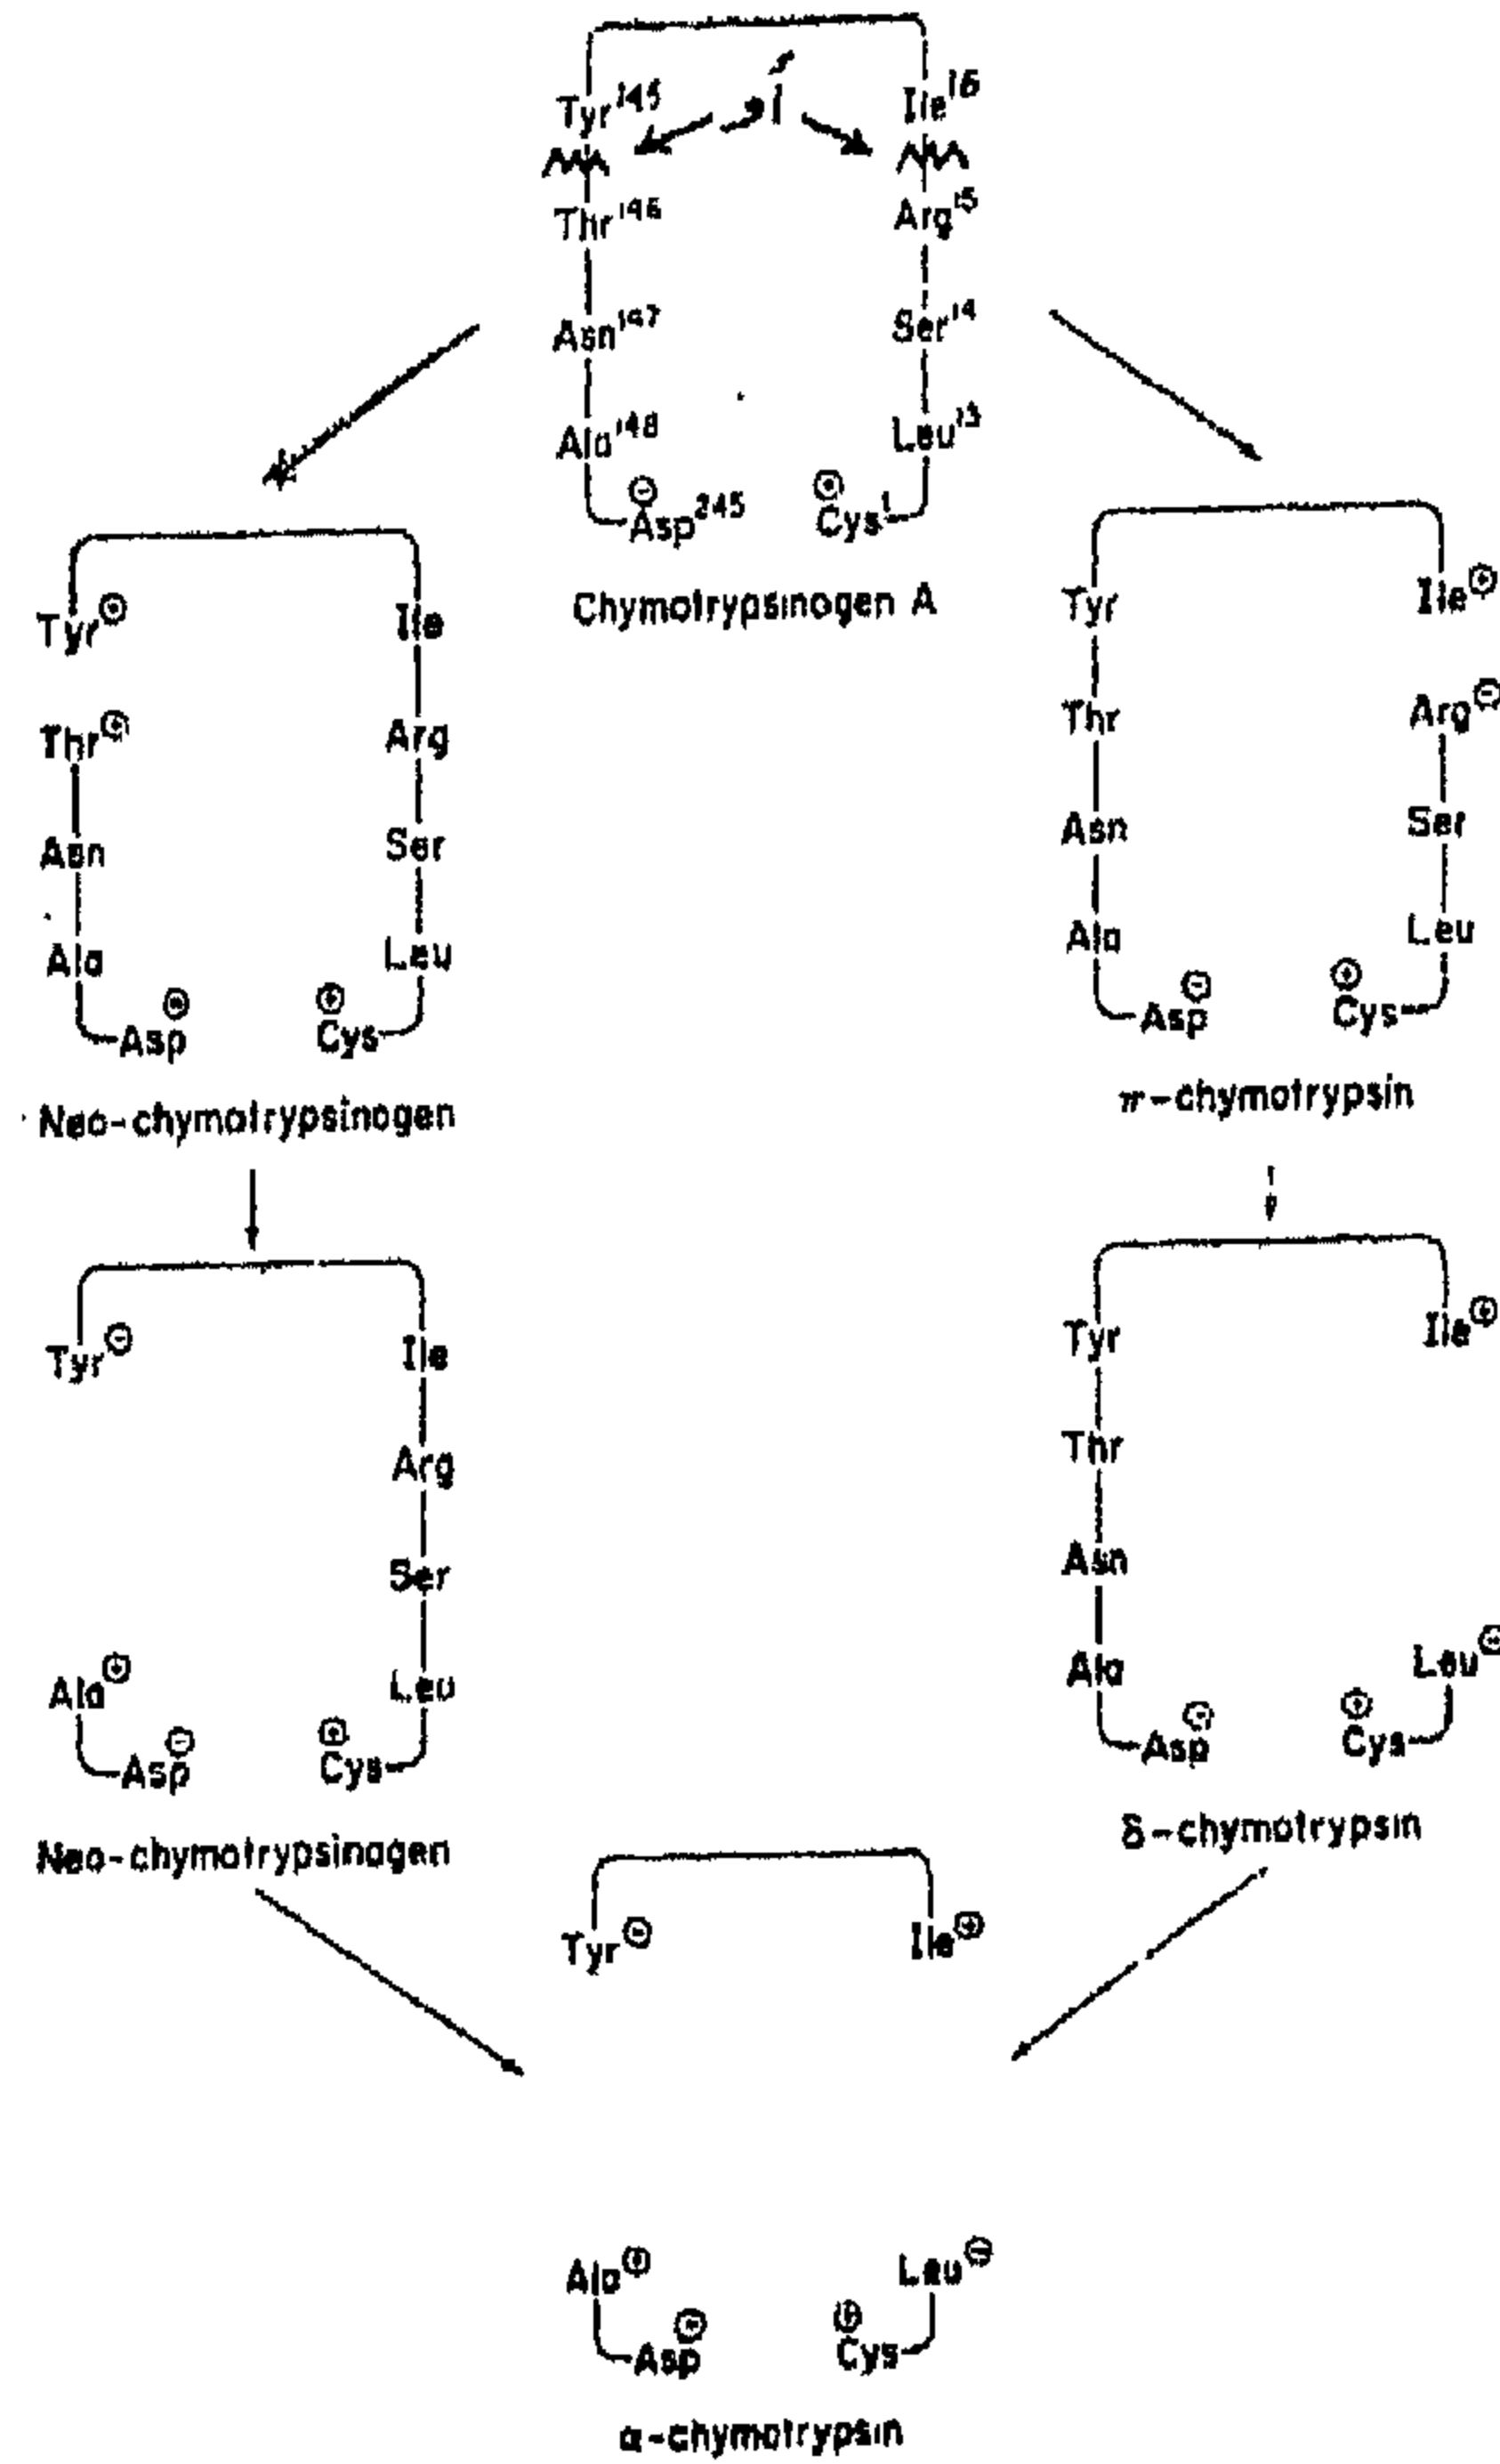 Tyr145 Ile16
Thr146 Arg15
Asn147 Ser14
Ala148 Leu13
⊖ ⊕
Asp245 Cys1
Chymotrypsinogen A
Tyr Ile
Thr⊕ Arg
Asn Ser
Ala Leu
⊕
Asp Cys
Neo-chymotrypsinogen
Tyr Ile⊕
Thr Arg⊖
Asn Ser
Ala Leu
⊖ ⊕
Asp Cys
π-chymotrypsin
Tyr⊖ Ile
Arg
Ser
Ala⊕ Leu
⊖ ⊕
Asp Cys
Neo-chymotrypsinogen
Tyr Ile⊕
Thr
Asn
Ala Leu
⊖ ⊕
Asp Cys
δ-chymotrypsin
Tyr Ile⊕
Ala⊕ Leu⊖
⊕
Asp Cys
α-chymotrypsin